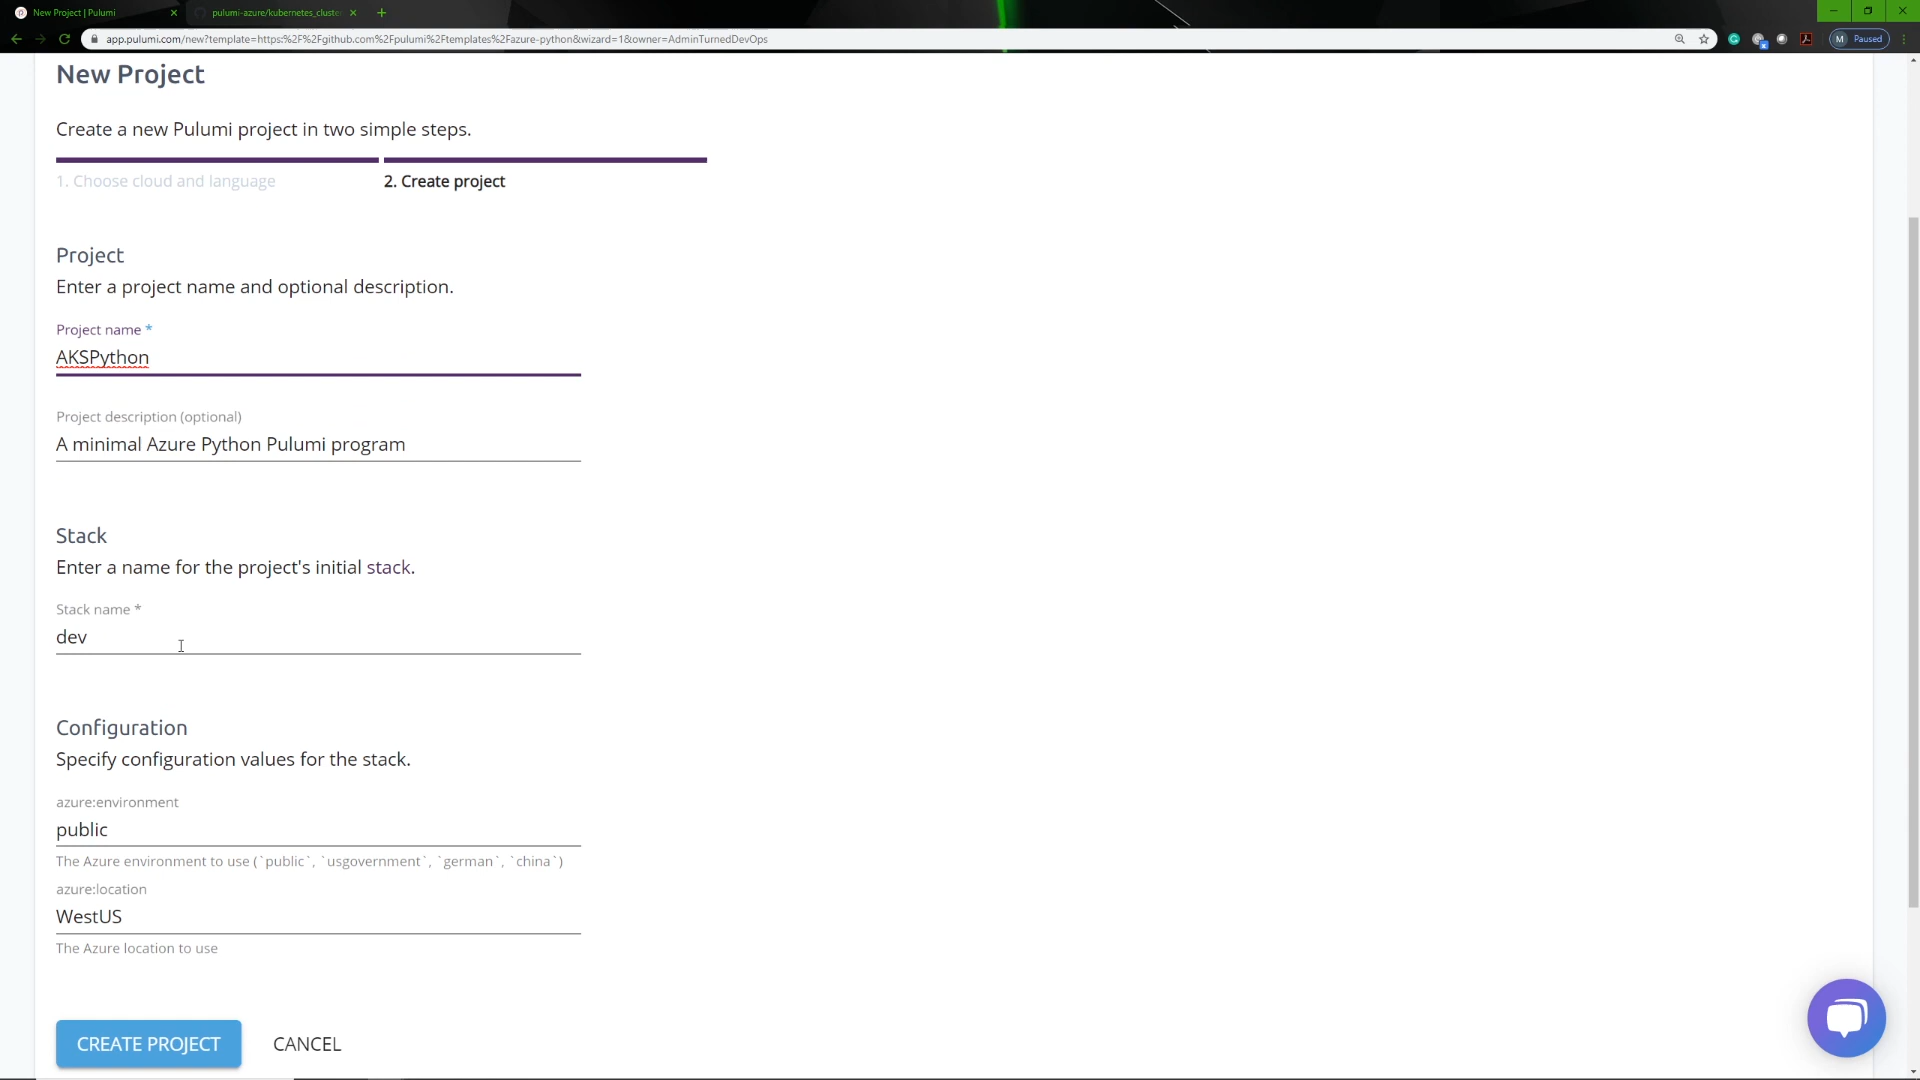 New Project | Pulumi
pulumi-azure/kubernetes_cluste
app.pulumi.com/new?template=https:%2F%2Fgithub.com%2Fpulumi%2Ftemplates%2Fazure-python&wizard=1&owner=AdminTurnedDevOps
M Paused
New Project
Create a new Pulumi project in two simple steps.
1. Choose cloud and language
2. Create project
Project
Enter a project name and optional description.
Project name *
AKSPython
Project description (optional)
A minimal Azure Python Pulumi program
Stack
Enter a name for the project's initial stack.
Stack name *
dev
Configuration
Specify configuration values for the stack.
azure:environment
public
The Azure environment to use (`public`, `usgovernment`, `german`, `china`)
azure:location
WestUS
The Azure location to use
CREATE PROJECT
CANCEL